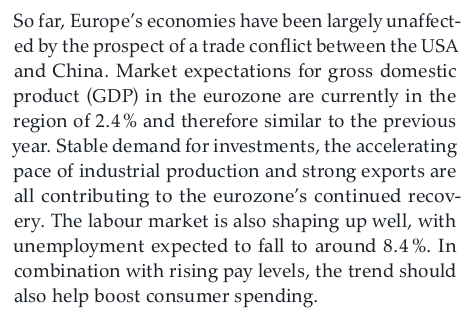 So far, Europe’s economies have been largely unaffect-
ed by the prospect of a trade conflict between the USA
and China. Market expectations for gross domestic
product (GDP) in the eurozone are currently in the
region of 2.4 % and therefore similar to the previous
year. Stable demand for investments, the accelerating
pace of industrial production and strong exports are
all contributing to the eurozone’s continued recov-
ery. The labour market is also shaping up well, with
unemployment expected to fall to around 8.4 %. In
combination with rising pay levels, the trend should
also help boost consumer spending.